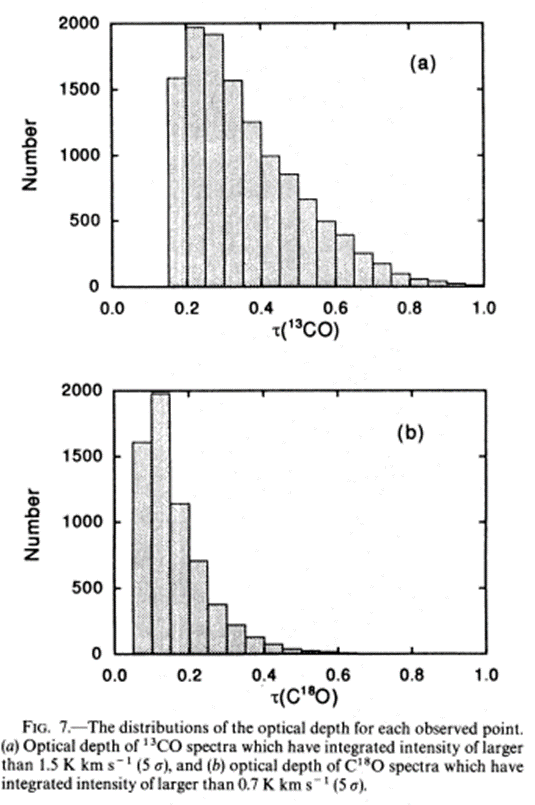 2000
(a)
1500
Number
1000
500
0
0.0 0.2 0.4 0.6 0.8 1.0
τ(¹³CO)
2000
(b)
1500
Number
1000
500
0
0.0 0.2 0.4 0.6 0.8 1.0
τ(C¹⁸O)
FIG. 7.—The distributions of the optical depth for each observed point.
(a) Optical depth of ¹³CO spectra which have integrated intensity of larger
than 1.5 K km s⁻¹ (5 σ), and (b) optical depth of C¹⁸O spectra which have
integrated intensity of larger than 0.7 K km s⁻¹ (5 σ).